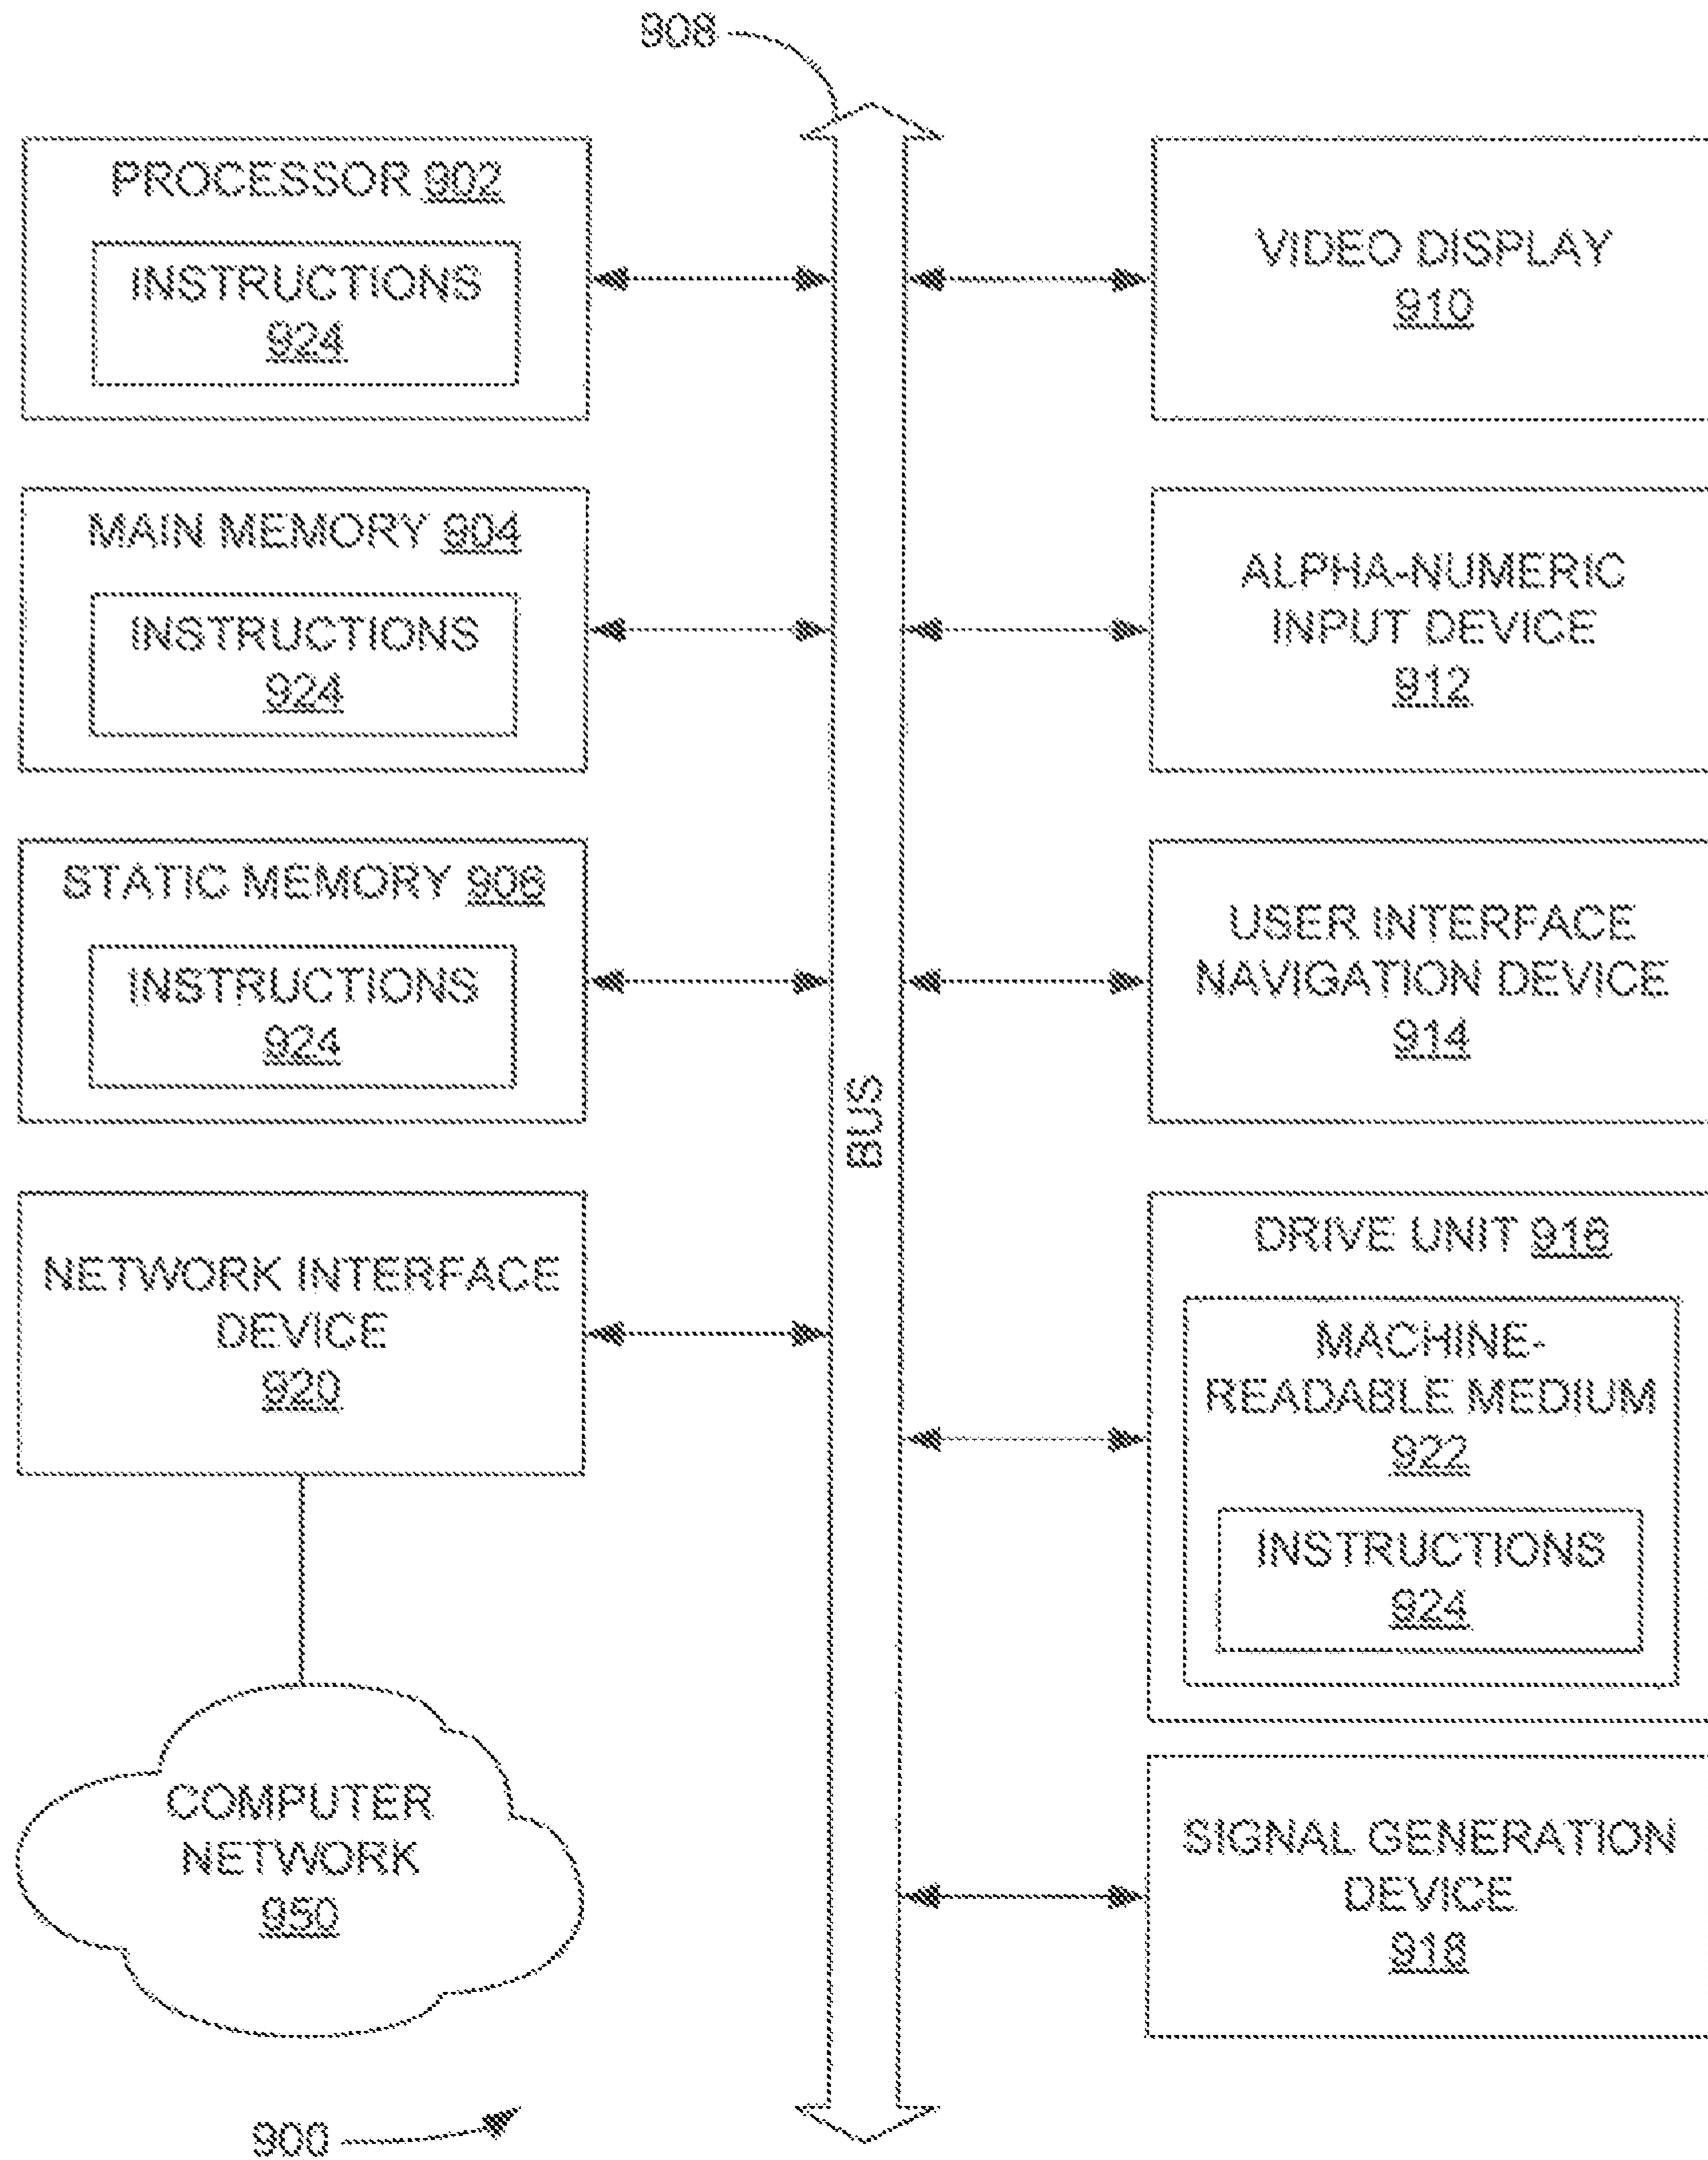 908
PROCESSOR 902
INSTRUCTIONS
924
MAIN MEMORY 904
INSTRUCTIONS
924
STATIC MEMORY 906
INSTRUCTIONS
924
NETWORK INTERFACE
DEVICE
920
COMPUTER
NETWORK
950
900
BUS
VIDEO DISPLAY
910
ALPHA-NUMERIC
INPUT DEVICE
912
USER INTERFACE
NAVIGATION DEVICE
914
DRIVE UNIT 916
MACHINE-
READABLE MEDIUM
922
INSTRUCTIONS
924
SIGNAL GENERATION
DEVICE
918